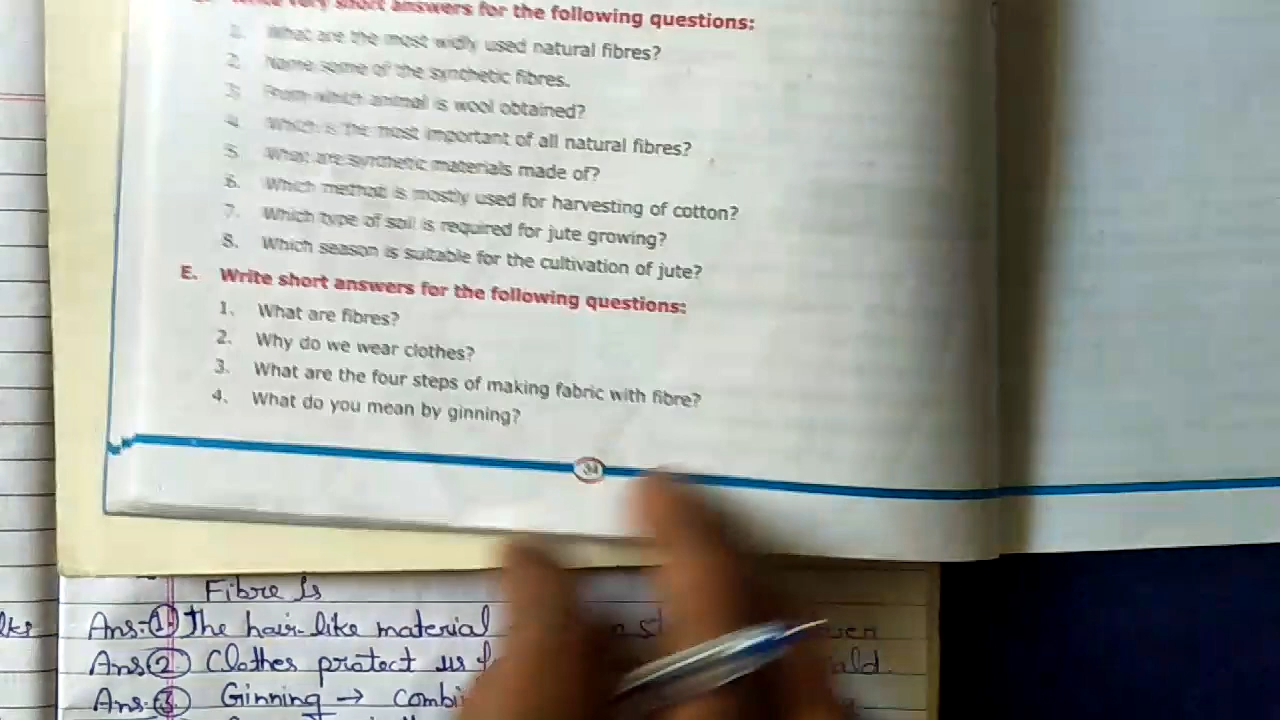 Write very short answers for the following questions:
1. What are the most widly used natural fibres?
2. Name some of the synthetic fibres.
3. From which animal is wool obtained?
4. Which is the most important of all natural fibres?
5. What are synthetic materials made of?
6. Which method is mostly used for harvesting of cotton?
7. Which type of soil is required for jute growing?
8. Which season is suitable for the cultivation of jute?
E. Write short answers for the following questions:
1. What are fibres?
2. Why do we wear clothes?
3. What are the four steps of making fabric with fibre?
4. What do you mean by ginning?
34
Fibre Is
Ans:-① The hair-like material
Ans② Clothes protect us
Ans:-③ Ginning →